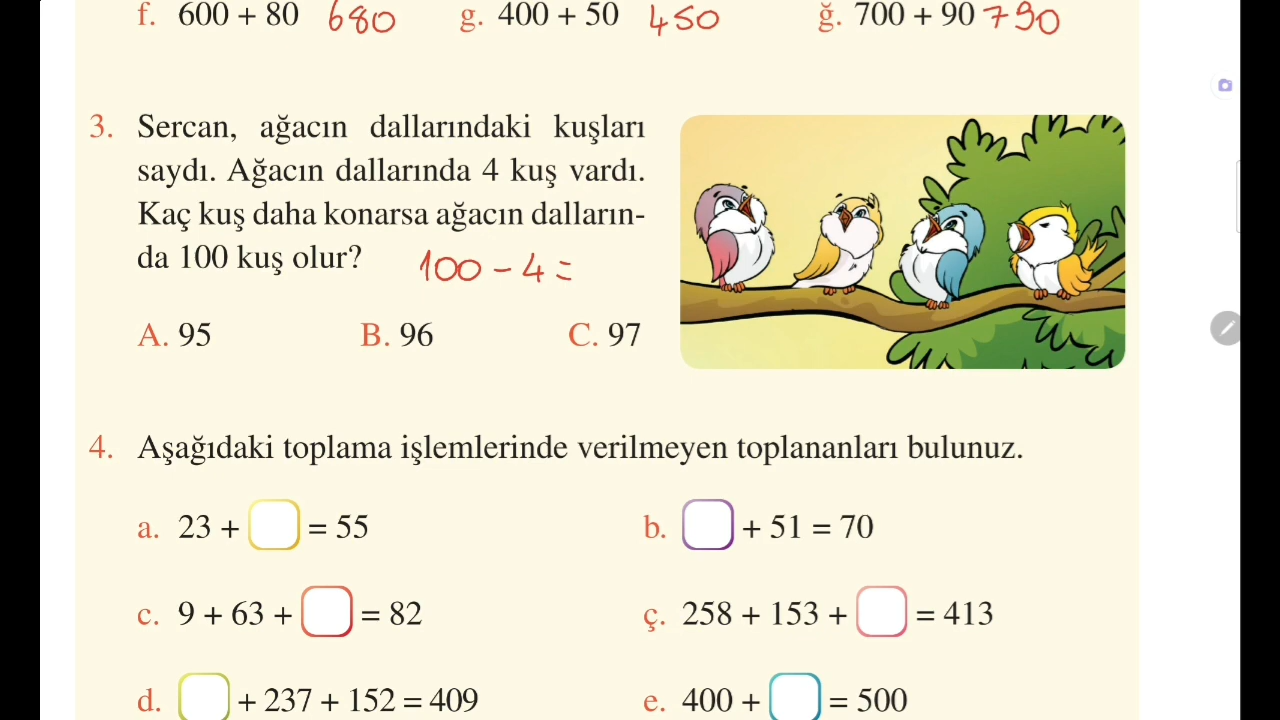 f. 600 + 80 680 g. 400 + 50 450 ğ. 700 + 90 790
3. Sercan, ağacın dallarındaki kuşları
saydı. Ağacın dallarında 4 kuş vardı.
Kaç kuş daha konarsa ağacın dalların-
da 100 kuş olur? 100 - 4 =
A. 95 B. 96 C. 97
4. Aşağıdaki toplama işlemlerinde verilmeyen toplananları bulunuz.
a. 23 + = 55 b. + 51 = 70
c. 9 + 63 + = 82 ç. 258 + 153 + = 413
d. + 237 + 152 = 409 e. 400 + = 500